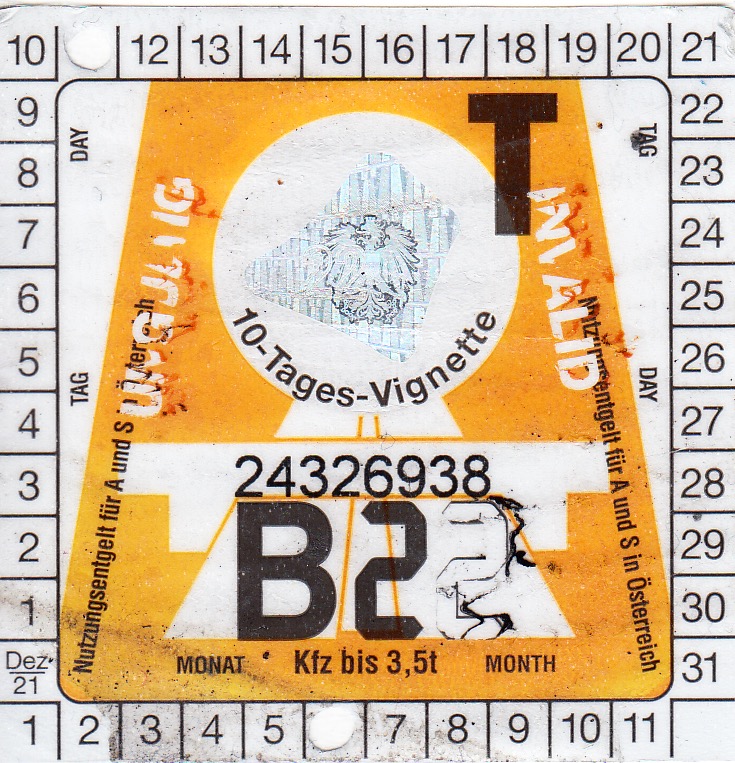 10 12 13 14 15 16 17 18 19 20 21
9
8
7
6
5
4
3
2
1
Dez
21
22
23
24
25
26
27
28
29
30
31
DAY
TAG
T
UNGÜLTIG
INVALID
10-Tages-Vignette
TAG
DAY
Nutzungsentgelt für A und S in Österreich
Nutzungsentgelt für A und S in Österreich
24326938
B22
MONAT Kfz bis 3,5t MONTH
1 2 3 4 5 7 8 9 10 11